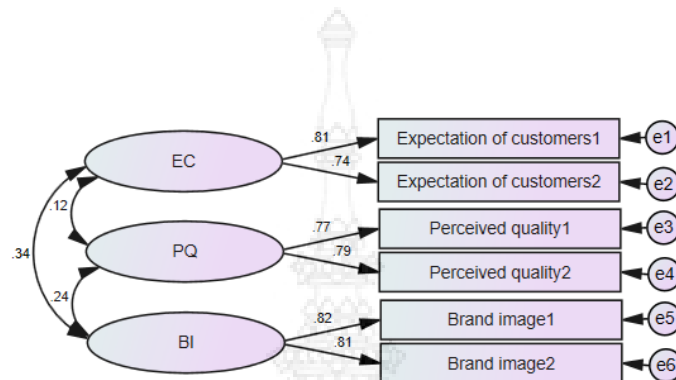 .81
Expectation of customers1
e1
EC
.74
Expectation of customers2
e2
.12
.77
Perceived quality1
e3
.34
PQ
.79
Perceived quality2
e4
.24
.82
Brand image1
e5
BI
.81
Brand image2
e6